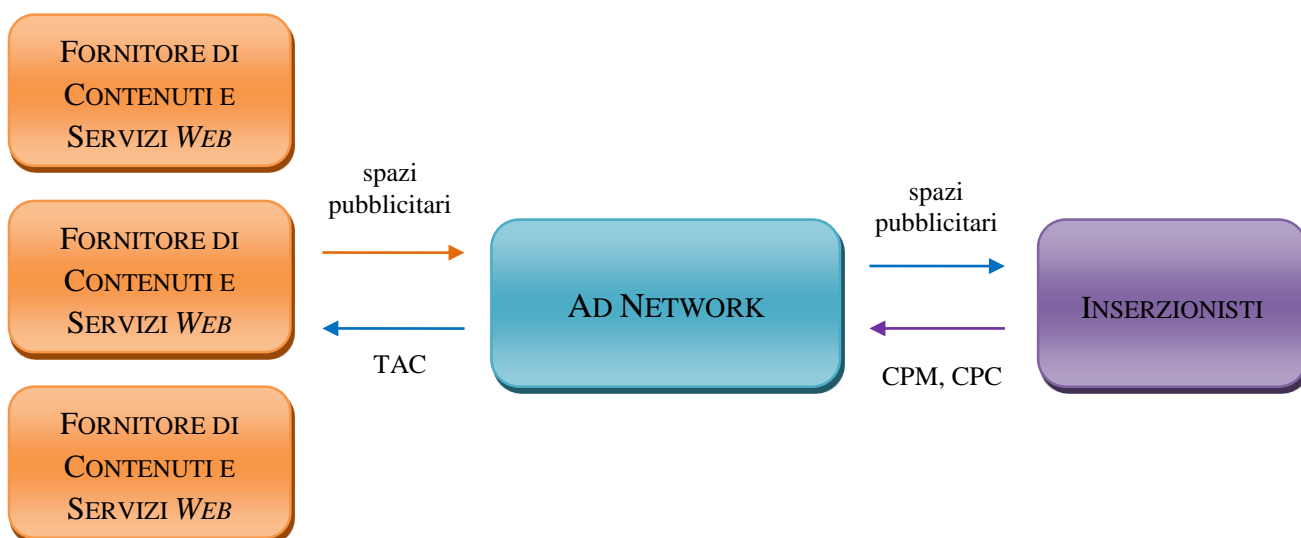 FORNITORE DI
CONTENUTI E
SERVIZI WEB
spazi
pubblicitari
TAC
FORNITORE DI
CONTENUTI E
SERVIZI WEB
FORNITORE DI
CONTENUTI E
SERVIZI WEB
AD NETWORK
spazi
pubblicitari
CPM, CPC
INSERZIONISTI